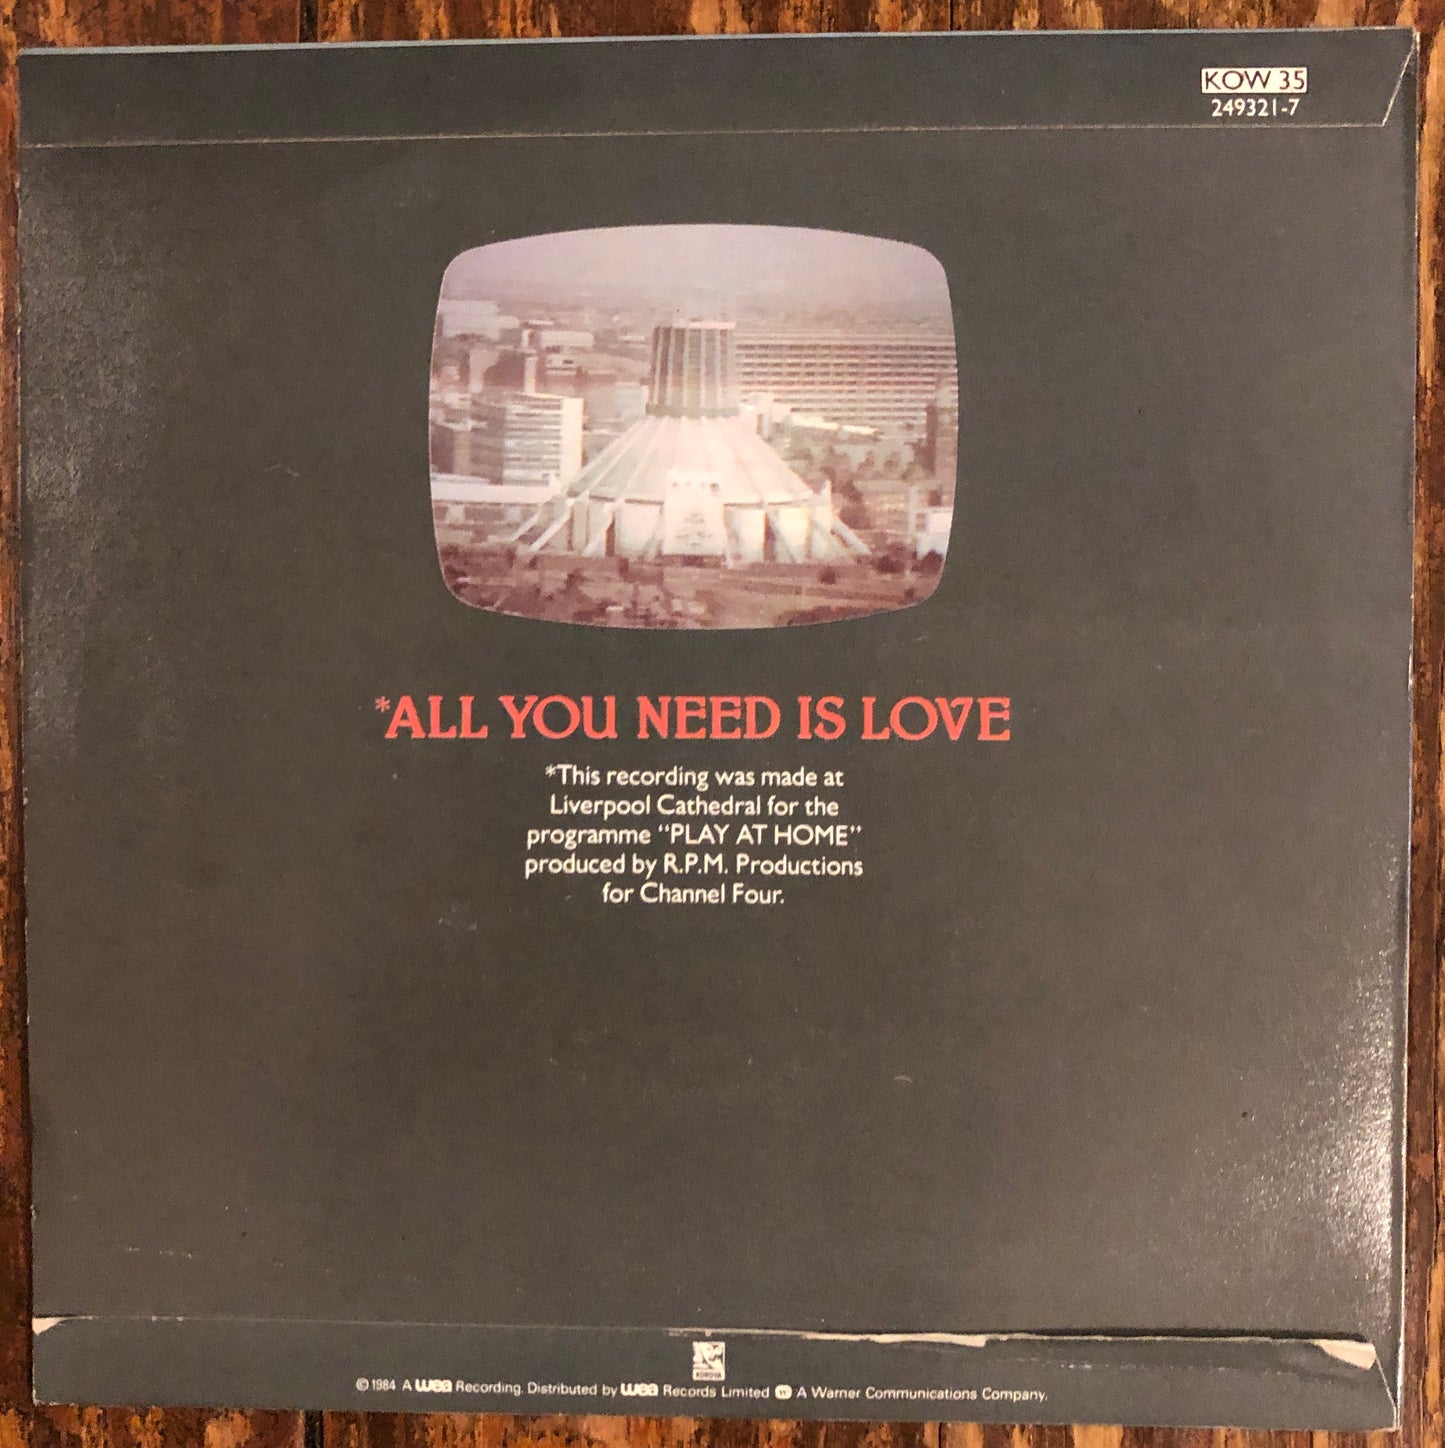 KOW 35
249321-7
*ALL YOU NEED IS LOVE
*This recording was made at
Liverpool Cathedral for the
programme “PLAY AT HOME”
produced by R.P.M. Productions
for Channel Four.
KOROVA
© 1984 A wea Recording. Distributed by wea Records Limited W A Warner Communications Company.